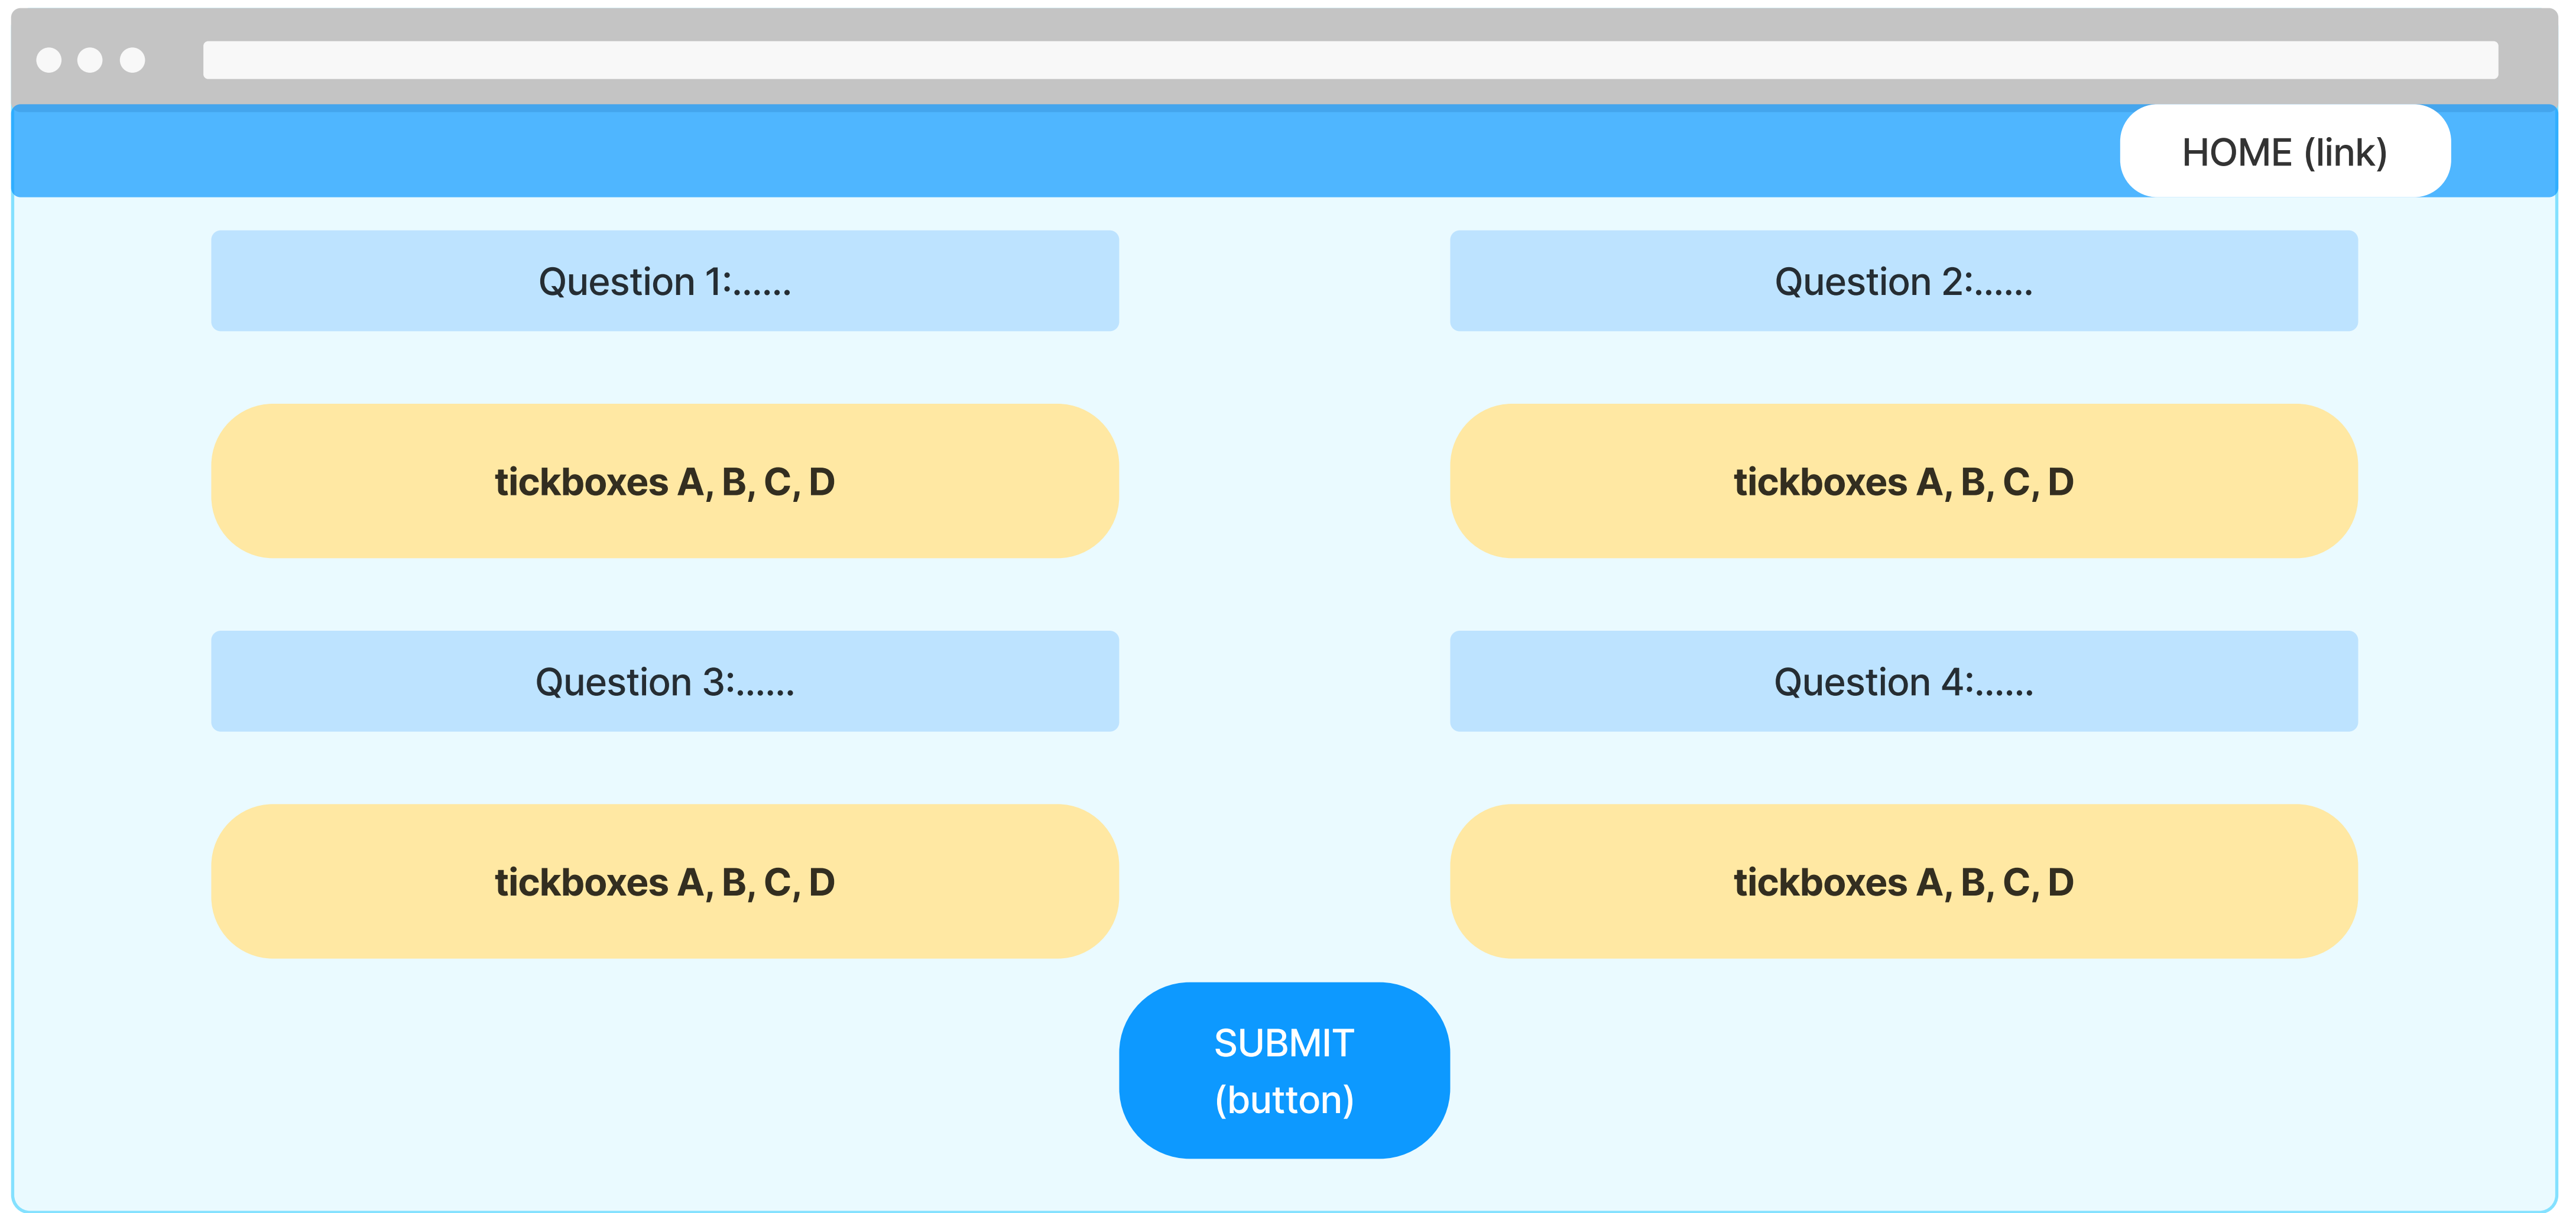 HOME (link)
Question 1:......
Question 2:......
tickboxes A, B, C, D
tickboxes A, B, C, D
Question 3:......
Question 4:......
tickboxes A, B, C, D
tickboxes A, B, C, D
SUBMIT
(button)